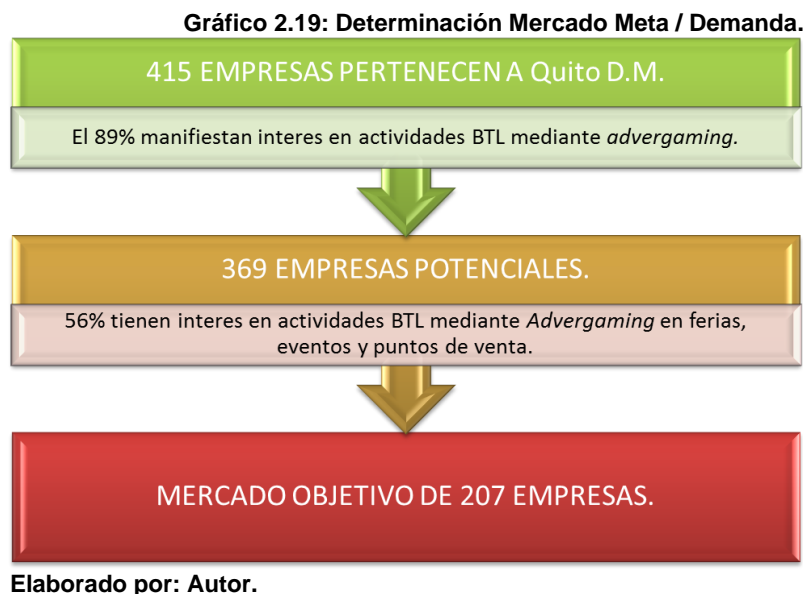 Gráfico 2.19: Determinación Mercado Meta / Demanda.
415 EMPRESAS PERTENECEN A Quito D.M.
El 89% manifiestan interes en actividades BTL mediante advergaming.
369 EMPRESAS POTENCIALES.
56% tienen interes en actividades BTL mediante Advergaming en ferias,
eventos y puntos de venta.
MERCADO OBJETIVO DE 207 EMPRESAS.
Elaborado por: Autor.